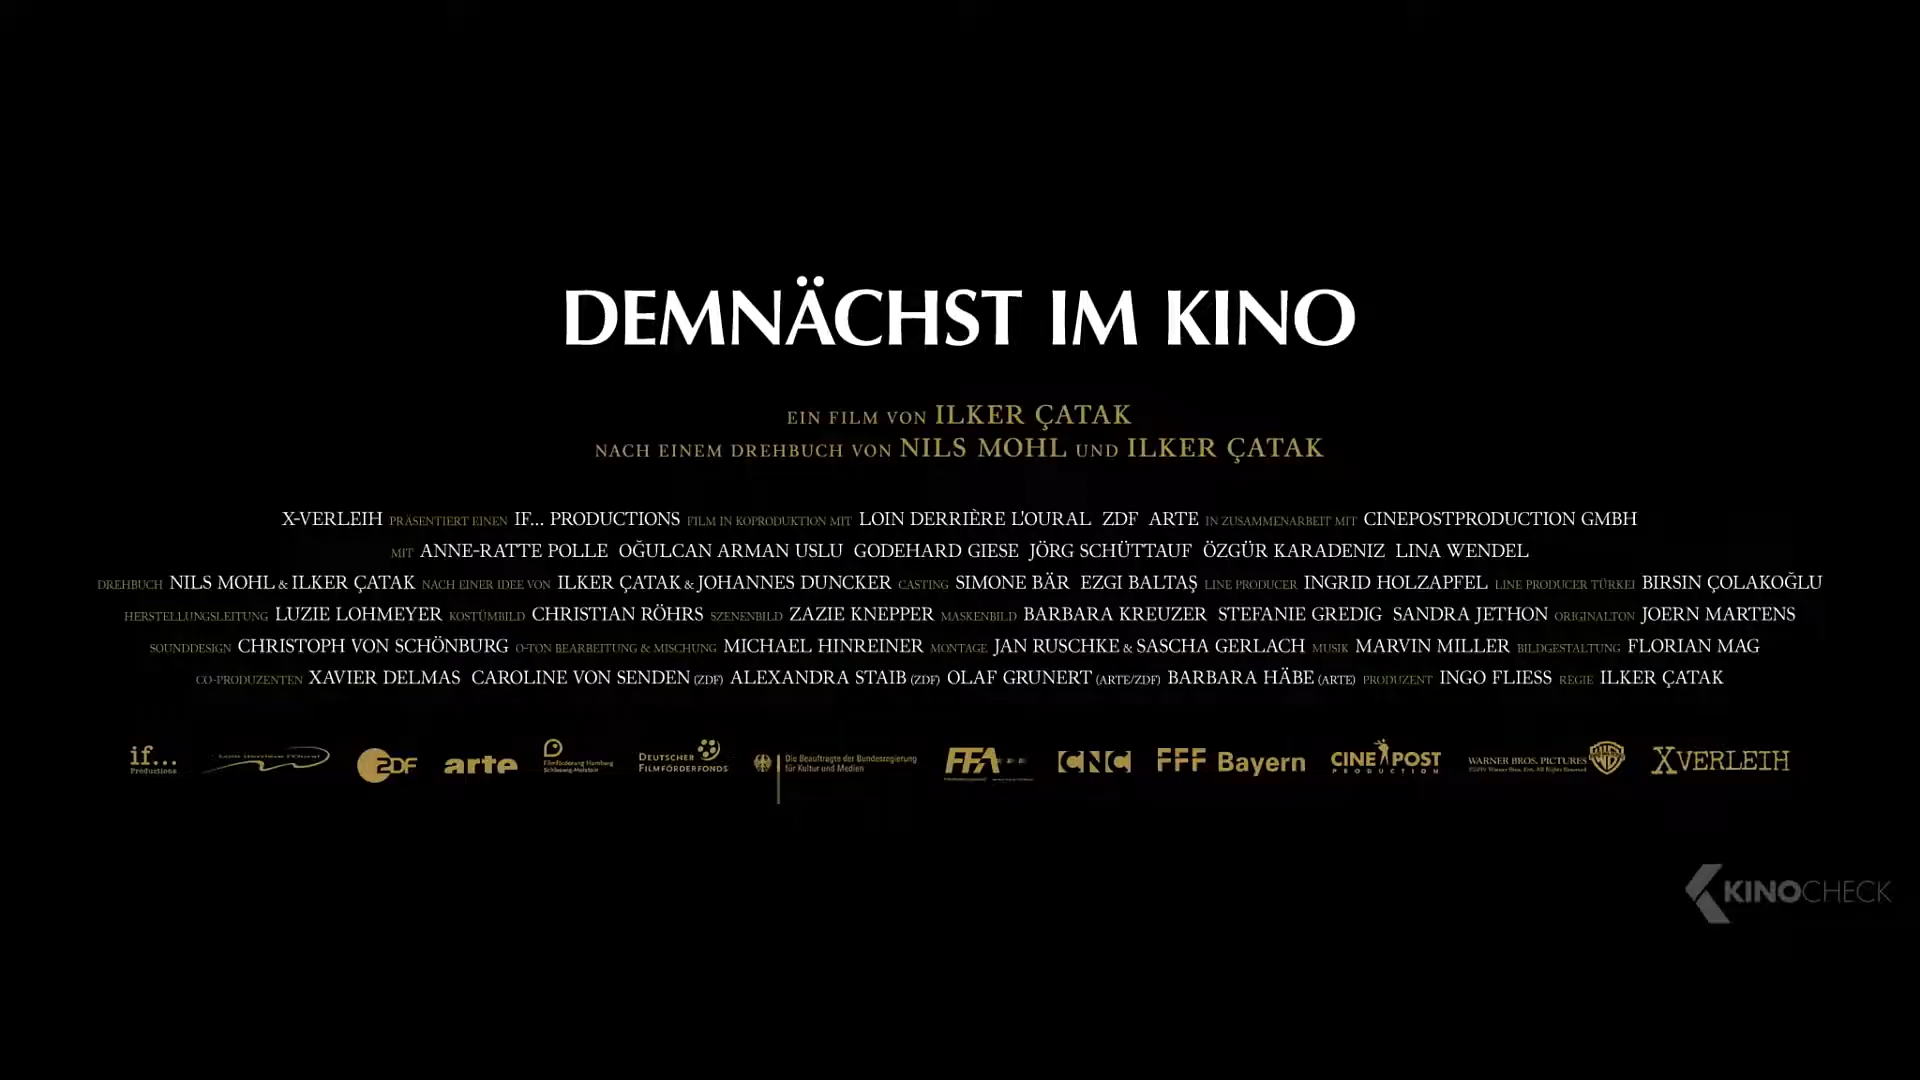 DEMNÄCHST IM KINO
EIN FILM VON ILKER ÇATAK
NACH EINEM DREHBUCH VON NILS MOHL UND ILKER ÇATAK
X-VERLEIH PRÄSENTIERT EINEN IF... PRODUCTIONS FILM IN KOPRODUKTION MIT LOIN DERRIÈRE L'OURAL ZDF ARTE IN ZUSAMMENARBEIT MIT CINEPOSTPRODUCTION GMBH
MIT ANNE-RATTE POLLE OĞULCAN ARMAN USLU GODEHARD GIESE JÖRG SCHÜTTAUF ÖZGÜR KARADENIZ LINA WENDEL
DREHBUCH NILS MOHL & ILKER ÇATAK NACH EINER IDEE VON ILKER ÇATAK & JOHANNES DUNCKER CASTING SIMONE BÄR EZGI BALTAŞ LINE PRODUCER INGRID HOLZAPFEL LINE PRODUCER TÜRKEI BIRSIN ÇOLAKOĞLU
HERSTELLUNGSLEITUNG LUZIE LOHMEYER KOSTÜMBILD CHRISTIAN RÖHRS SZENENBILD ZAZIE KNEPPER MASKENBILD BARBARA KREUZER STEFANIE GREDIG SANDRA JETHON ORIGINALTON JOERN MARTENS
SOUNDDESIGN CHRISTOPH VON SCHÖNBURG O-TON BEARBEITUNG & MISCHUNG MICHAEL HINREINER MONTAGE JAN RUSCHKE & SASCHA GERLACH MUSIK MARVIN MILLER BILDGESTALTUNG FLORIAN MAG
CO-PRODUZENTEN XAVIER DELMAS CAROLINE VON SENDEN (ZDF) ALEXANDRA STAIB (ZDF) OLAF GRUNERT (ARTE/ZDF) BARBARA HÄBE (ARTE) PRODUZENT INGO FLIESS REGIE ILKER ÇATAK
if...
Productions
Loin derrière l'Oural
ZDF
arte
Filmförderung Hamburg
Schleswig-Holstein
DEUTSCHER
FILMFÖRDERFONDS
Die Beauftragte der Bundesregierung
für Kultur und Medien
FFA
CNC
FFF Bayern
CINE POST
PRODUCTION
WARNER BROS. PICTURES
X VERLEIH
KINOCHECK